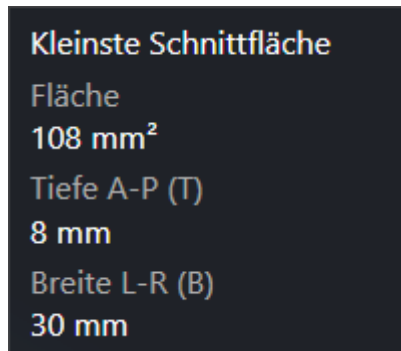 Kleinste Schnittfläche
Fläche
108 mm²
Tiefe A-P (T)
8 mm
Breite L-R (B)
30 mm